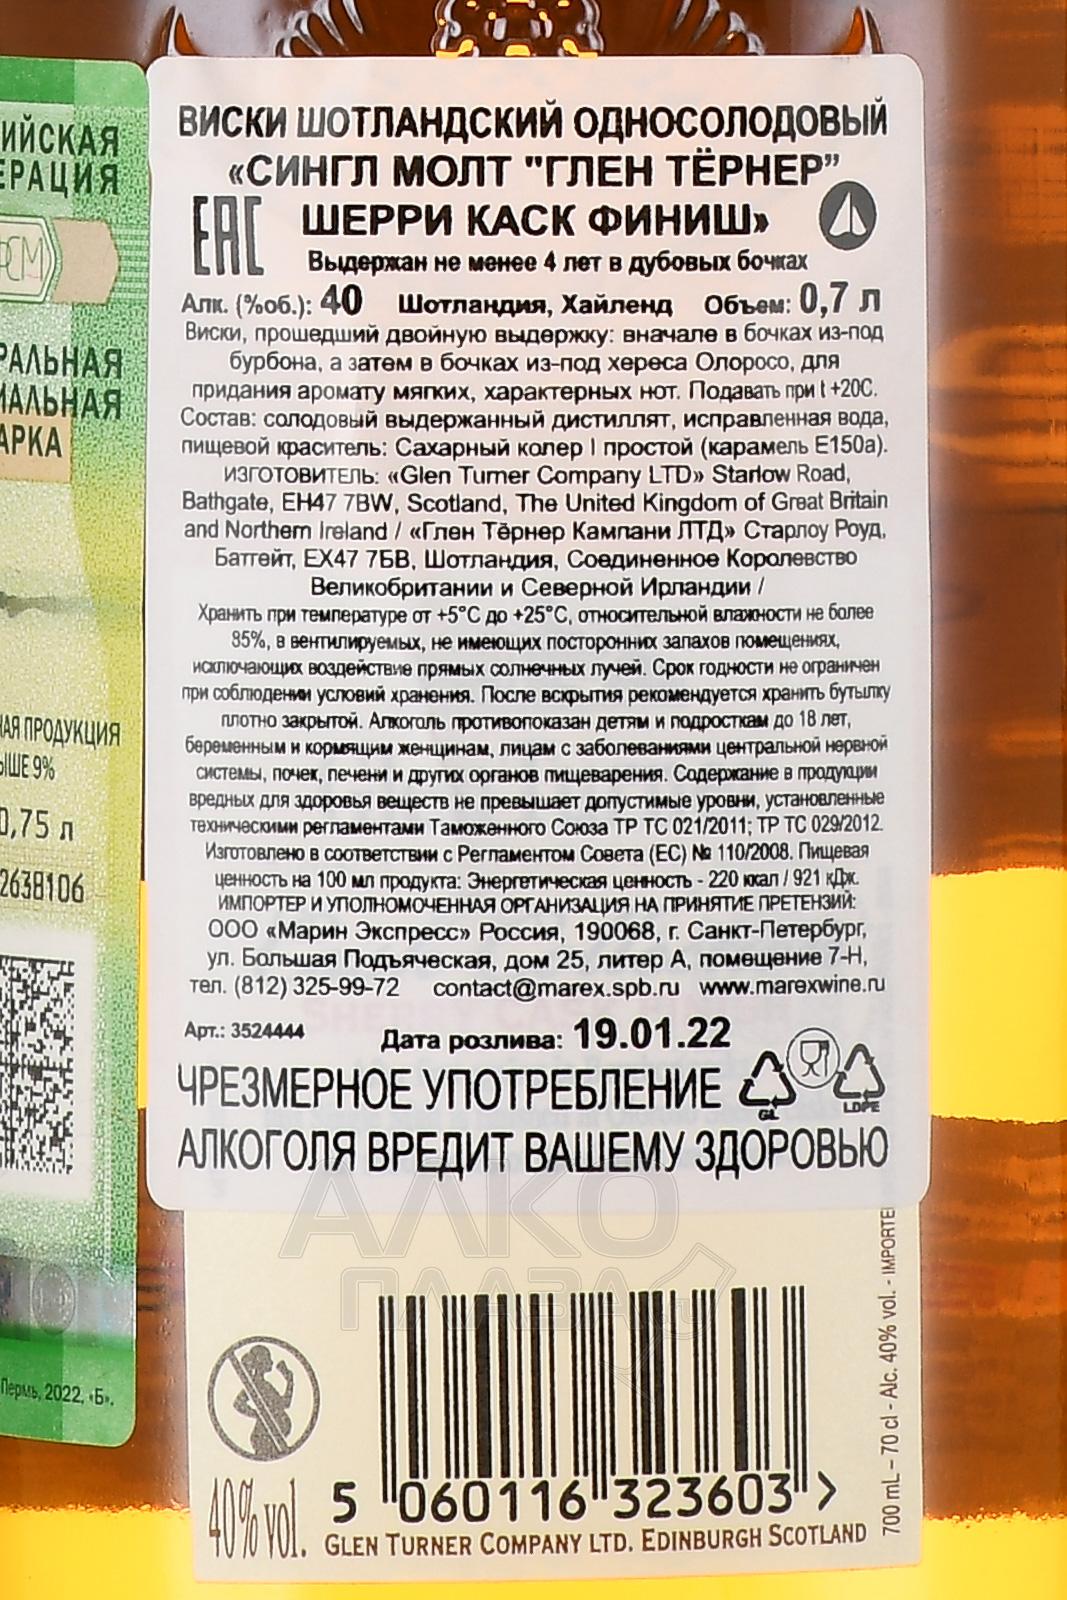 ВИСКИ ШОТЛАНДСКИЙ ОДНОСОЛОДОВЫЙ
«СИНГЛ МОЛТ "ГЛЕН ТЁРНЕР”
ШЕРРИ КАСК ФИНИШ»
EAC
Выдержан не менее 4 лет в дубовых бочках
Алк. (%об.): 40 Шотландия, Хайленд Объем: 0,7 л
Виски, прошедший двойную выдержку: вначале в бочках из-под
бурбона, а затем в бочках из-под хереса Олоросо, для
придания аромату мягких, характерных нот. Подавать при t +20C.
Состав: солодовый выдержанный дистиллят, исправленная вода,
пищевой краситель: Сахарный колер I простой (карамель Е150а).
ИЗГОТОВИТЕЛЬ: «Glen Turner Company LTD» Starlow Road,
Bathgate, EH47 7BW, Scotland, The United Kingdom of Great Britain
and Northern Ireland / «Глен Тёрнер Кампани ЛТД» Старлоу Роуд,
Батгейт, ЕХ47 7БВ, Шотландия, Соединенное Королевство
Великобритании и Северной Ирландии /
Хранить при температуре от +5°С до +25°С, относительной влажности не более
85%, в вентилируемых, не имеющих посторонних запахов помещениях,
исключающих воздействие прямых солнечных лучей. Срок годности не ограничен
при соблюдении условий хранения. После вскрытия рекомендуется хранить бутылку
плотно закрытой. Алкоголь противопоказан детям и подросткам до 18 лет,
беременным и кормящим женщинам, лицам с заболеваниями центральной нервной
системы, почек, печени и других органов пищеварения. Содержание в продукции
вредных для здоровья веществ не превышает допустимые уровни, установленные
техническими регламентами Таможенного Союза ТР ТС 021/2011; ТР ТС 029/2012.
Изготовлено в соответствии с Регламентом Совета (ЕС) № 110/2008. Пищевая
ценность на 100 мл продукта: Энергетическая ценность - 220 ккал / 921 кДж.
ИМПОРТЕР И УПОЛНОМОЧЕННАЯ ОРГАНИЗАЦИЯ НА ПРИНЯТИЕ ПРЕТЕНЗИЙ:
ООО «Марин Экспресс» Россия, 190068, г. Санкт-Петербург,
ул. Большая Подъяческая, дом 25, литер А, помещение 7-Н,
тел. (812) 325-99-72 contact@marex.spb.ru www.marexwine.ru
Арт.: 3524444 Дата розлива: 19.01.22
ЧРЕЗМЕРНОЕ УПОТРЕБЛЕНИЕ
GL LDPE
АЛКОГОЛЯ ВРЕДИТ ВАШЕМУ ЗДОРОВЬЮ
АЛКО
ПЛАЗА.ru
40% vol.
5 060116 323603 >
GLEN TURNER COMPANY LTD. EDINBURGH SCOTLAND
700 mL – 70 cl - Alc. 40% vol. - IMPORTE
ИЙСКАЯ
ЕРАЦИЯ
ФСМ
РАЛЬНАЯ
ИАЛЬНАЯ
АРКА
НАЯ ПРОДУКЦИЯ
ЫШЕ 9%
0,75 л
2638106
Пермь, 2022, «Б».